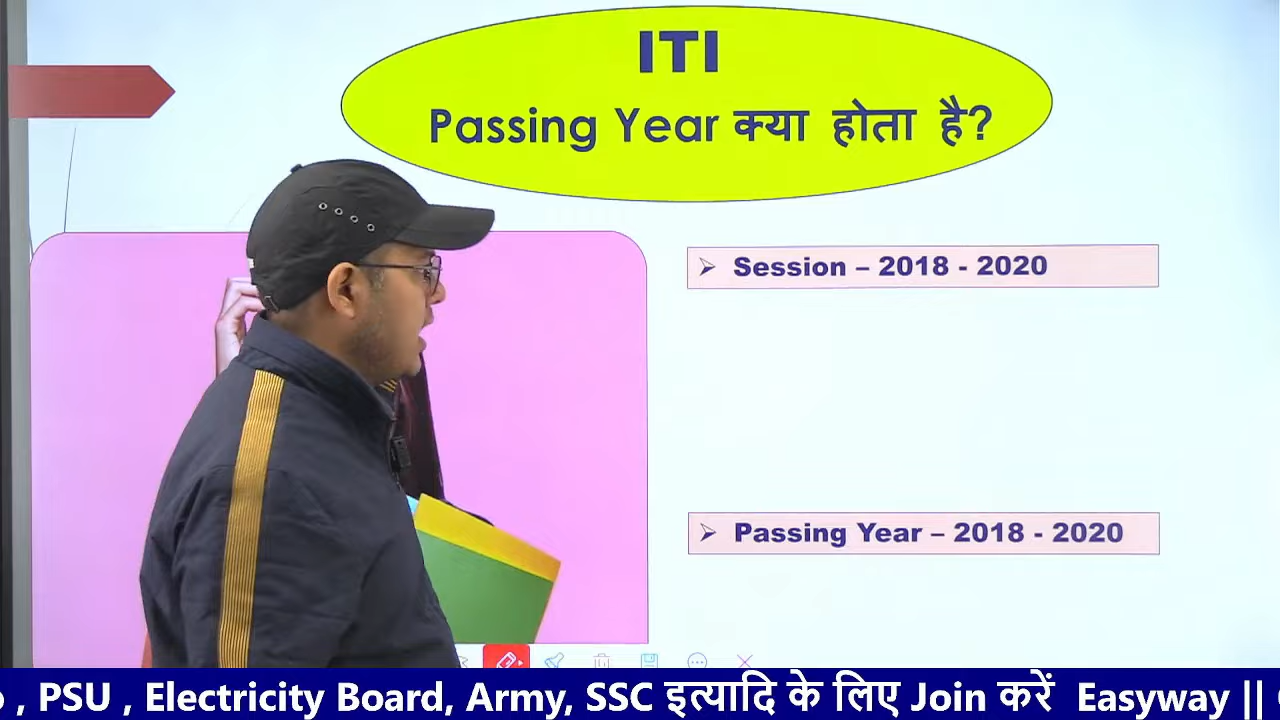 ITI
Passing Year क्या होता है?
Session – 2018 - 2020
Passing Year – 2018 - 2020
, PSU , Electricity Board, Army, SSC इत्यादि के लिए Join करें Easyway ||